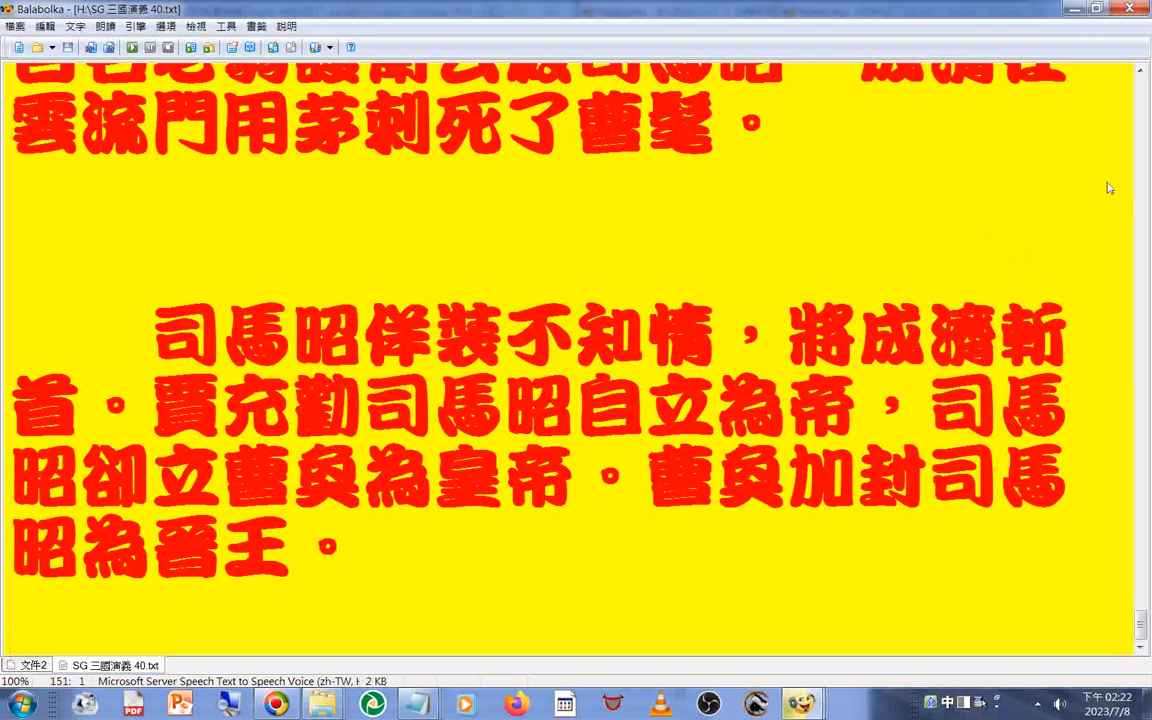 Balabolka - [H:\SG 三國演義 40.txt]
檔案 編輯 文字 朗讀 引擎 選項 檢視 工具 書籤 說明
雲流門用茅刺死了曹髦。
司馬昭佯裝不知情，將成濟斬
首。賈充勸司馬昭自立為帝，司馬
昭卻立曹奐為皇帝。曹奐加封司馬
昭為晉王。
文件2 SG 三國演義 40.txt
100% 151: 1 Microsoft Server Speech Text to Speech Voice (zh-TW, H 2 KB
PDF
中
下午 02:22
2023/7/8